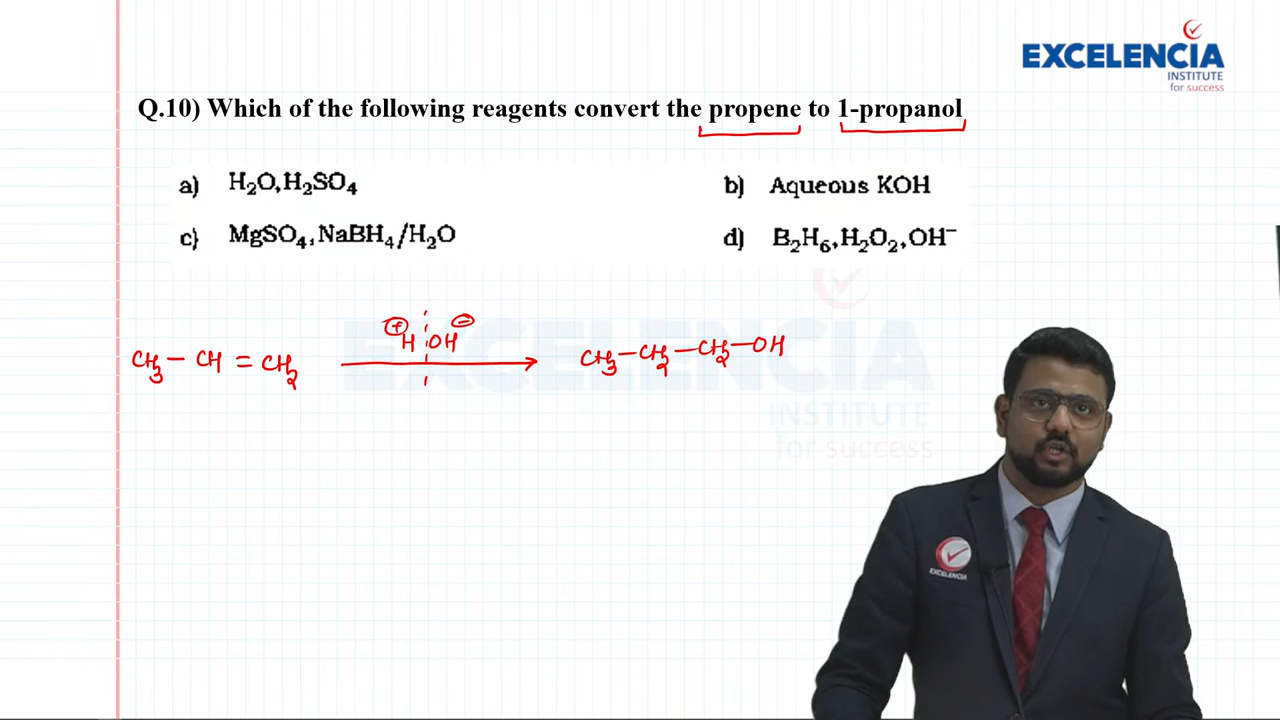 EXCELENCIA
INSTITUTE
for success
Q.10) Which of the following reagents convert the propene to 1-propanol
a) H₂O,H₂SO₄
b) Aqueous KOH
c) MgSO₄,NaBH₄/H₂O
d) B₂H₆,H₂O₂,OH⁻
⊕ ⊖
H OH
CH₃ — CH = CH₂ → CH₃—CH₂—CH₂—OH
EXCELENCIA
INSTITUTE
for success
EXCELENCIA